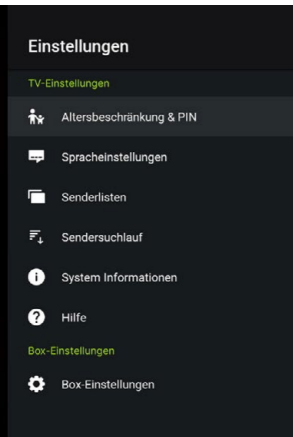 Einstellungen
TV-Einstellungen
Altersbeschränkung & PIN
Spracheinstellungen
Senderlisten
Sendersuchlauf
System Informationen
Hilfe
Box-Einstellungen
Box-Einstellungen